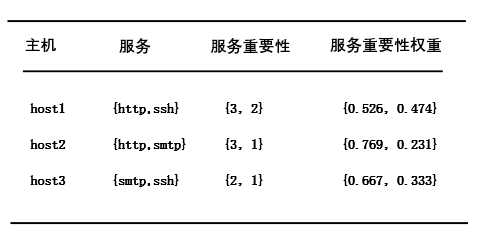 主机 服务 服务重要性 服务重要性权重
host1 {http,ssh} {3, 2} {0.526, 0.474}
host2 {http,smtp} {3, 1} {0.769, 0.231}
host3 {smtp,ssh} {2, 1} {0.667, 0.333}